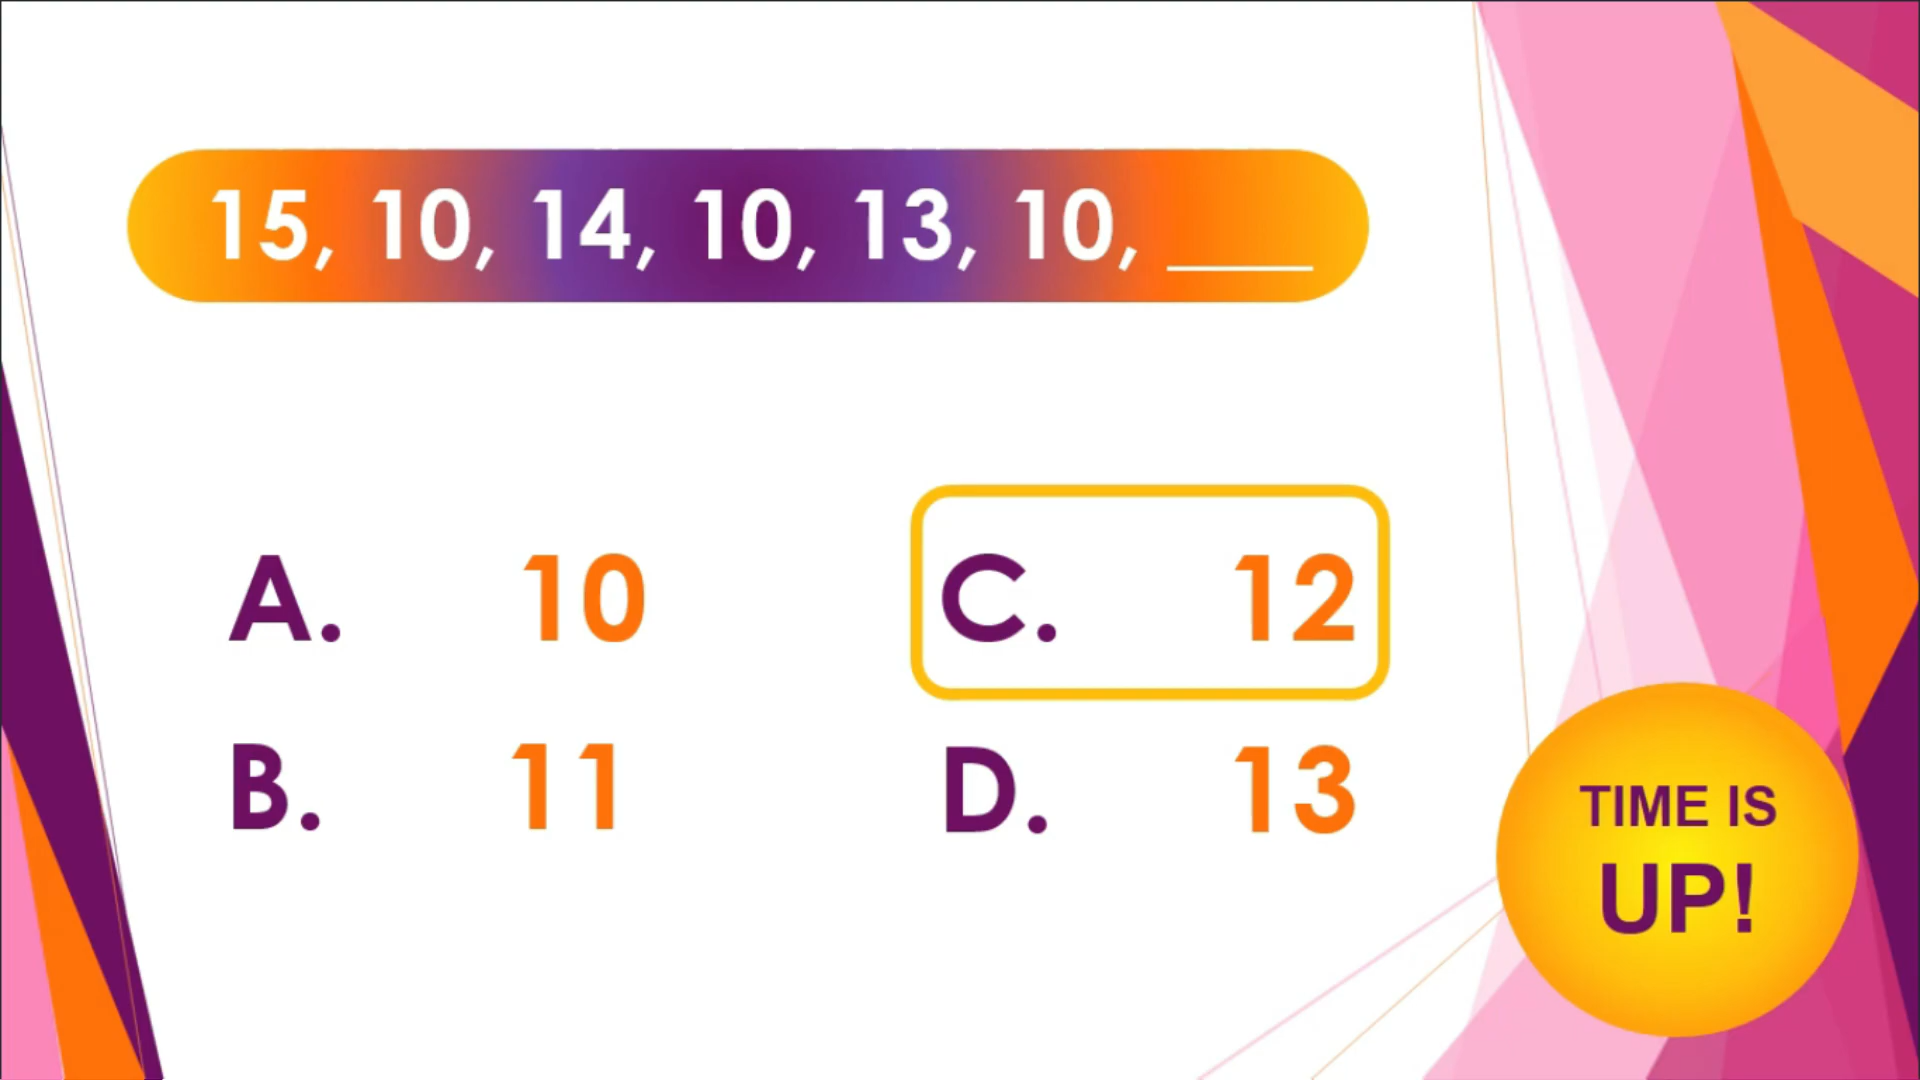 15, 10, 14, 10, 13, 10, ____
A. 10
C. 12
B. 11
D. 13
TIME IS
UP!